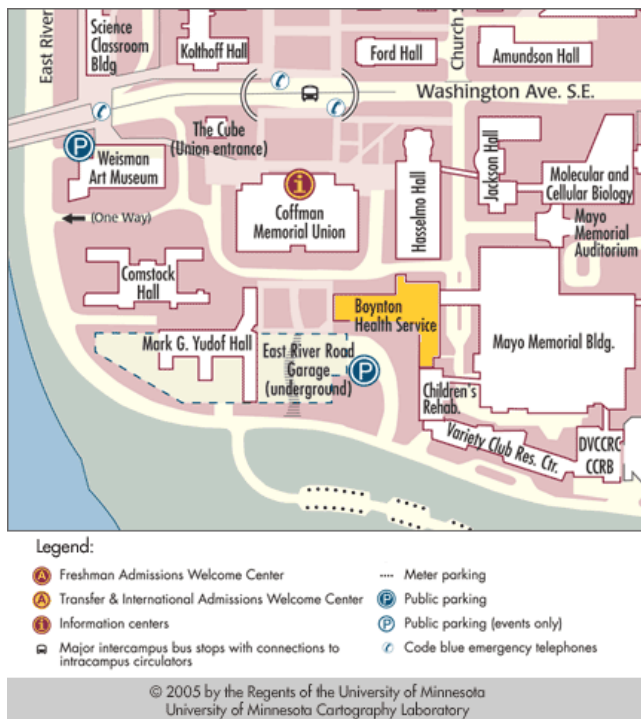 East River
Science
Classroom
Bldg
Kolthoff Hall
Ford Hall
Church S
Amundson Hall
Washington Ave. S.E.
The Cube
(Union entrance)
P
Weisman
Art Museum
i
Coffman
Memorial Union
Hasselmo Hall
Jackson Hall
Molecular and
Cellular Biology
Mayo
Memorial
Auditorium
(One Way)
Comstock
Hall
Boynton
Health Service
Mayo Memorial Bldg.
Mark G. Yudof Hall
East River Road
Garage
(underground)
P
Children's
Rehab.
Variety Club Res. Ctr.
DVCCRC
CCRB
Legend:
A Freshman Admissions Welcome Center
A Transfer & International Admissions Welcome Center
i Information centers
Major intercampus bus stops with connections to
intracampus circulators
Meter parking
P Public parking
P Public parking (events only)
Code blue emergency telephones
© 2005 by the Regents of the University of Minnesota
University of Minnesota Cartography Laboratory